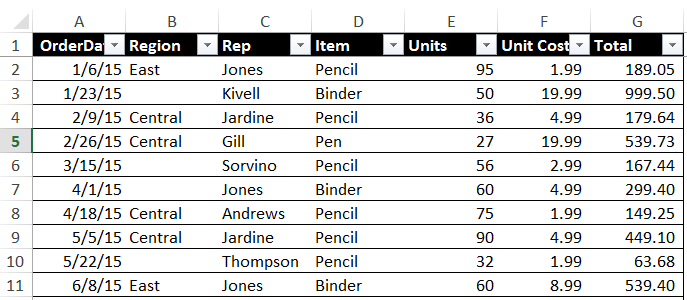 A B C D E F G
1 OrderDa Region Rep Item Units Unit Cost Total
2 1/6/15 East Jones Pencil 95 1.99 189.05
3 1/23/15 Kivell Binder 50 19.99 999.50
4 2/9/15 Central Jardine Pencil 36 4.99 179.64
5 2/26/15 Central Gill Pen 27 19.99 539.73
6 3/15/15 Sorvino Pencil 56 2.99 167.44
7 4/1/15 Jones Binder 60 4.99 299.40
8 4/18/15 Central Andrews Pencil 75 1.99 149.25
9 5/5/15 Central Jardine Pencil 90 4.99 449.10
10 5/22/15 Thompson Pencil 32 1.99 63.68
11 6/8/15 East Jones Binder 60 8.99 539.40